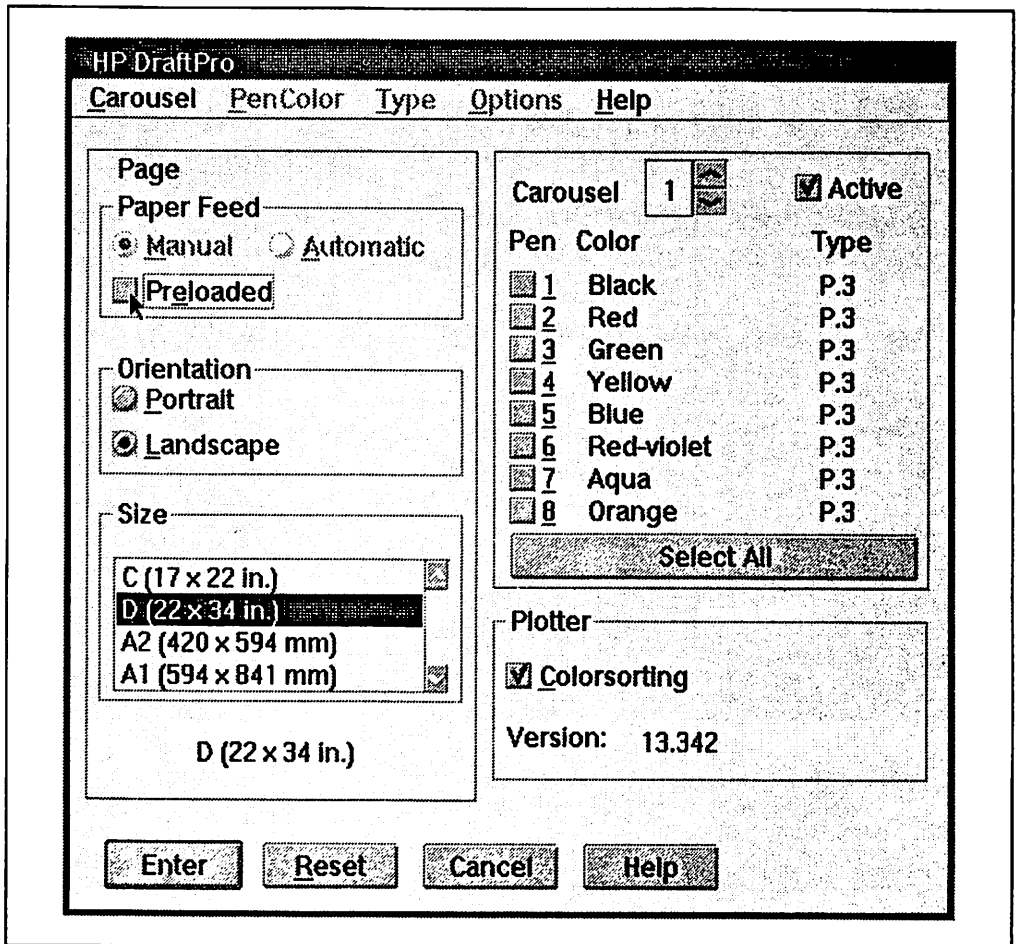 HP DraftPro
Carousel PenColor Type Options Help
Page
Paper Feed
Manual Automatic
Preloaded
Orientation
Portrait
Landscape
Size
C (17 x 22 in.)
D (22 x 34 in.)
A2 (420 x 594 mm)
A1 (594 x 841 mm)
D (22 x 34 in.)
Carousel 1 Active
Pen Color Type
1 Black P.3
2 Red P.3
3 Green P.3
4 Yellow P.3
5 Blue P.3
6 Red-violet P.3
7 Aqua P.3
8 Orange P.3
Select All
Plotter
Colorsorting
Version: 13.342
Enter Reset Cancel Help